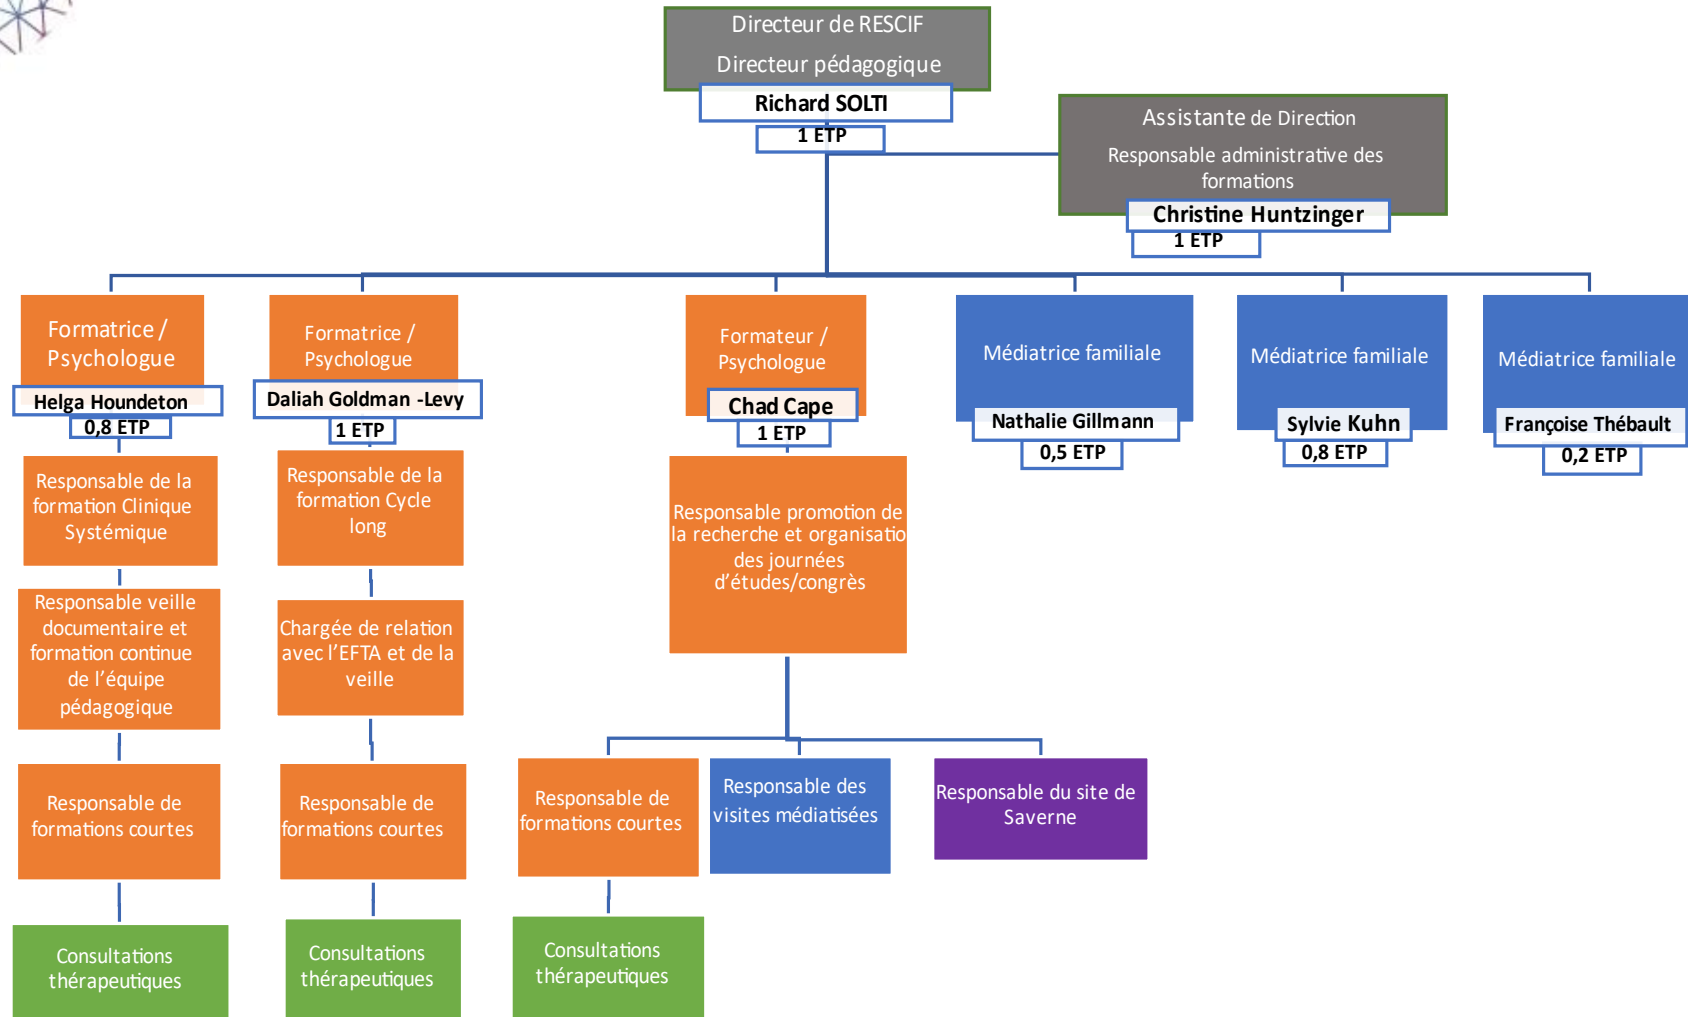 Directeur de RESCIF
Directeur pédagogique
Richard SOLTI
1 ETP
Assistante de Direction
Responsable administrative des
formations
Christine Huntzinger
1 ETP
Formatrice /
Psychologue
Helga Houndeton
0,8 ETP
Formatrice /
Psychologue
Daliah Goldman -Levy
1 ETP
Formateur /
Psychologue
Chad Cape
1 ETP
Médiatrice familiale
Nathalie Gillmann
0,5 ETP
Médiatrice familiale
Sylvie Kuhn
0,8 ETP
Médiatrice familiale
Françoise Thébault
0,2 ETP
Responsable de la
formation Clinique
Systémique
Responsable de la
formation Cycle
long
Responsable promotion de
la recherche et organisatio
des journées
d'études/congrès
Responsable veille
documentaire et
formation continue
de l'équipe
pédagogique
Chargée de relation
avec l'EFTA et de la
veille
Responsable de
formations courtes
Responsable de
formations courtes
Responsable de
formations courtes
Responsable des
visites médiatisées
Responsable du site de
Saverne
Consultations
thérapeutiques
Consultations
thérapeutiques
Consultations
thérapeutiques